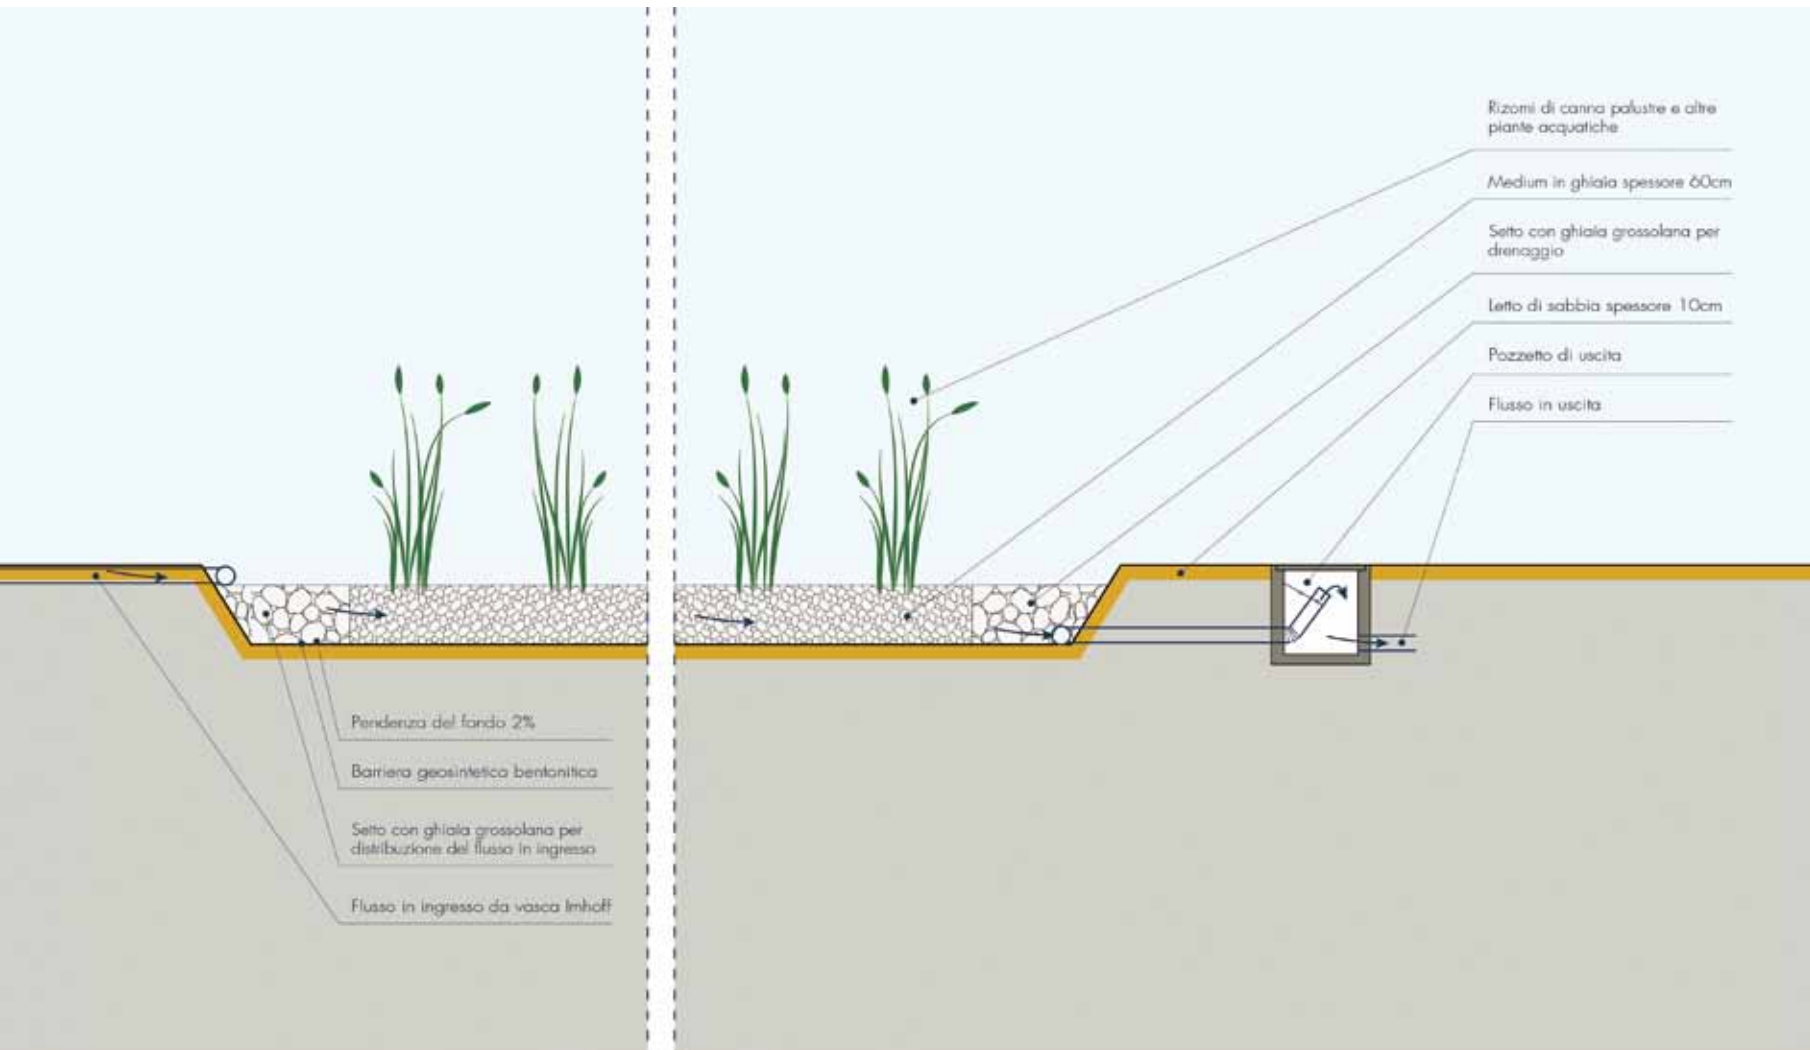 Rizomi di canna palustre e altre
piante acquatiche
Medium in ghiaia spessore 60cm
Setto con ghiaia grossolana per
drenaggio
Letto di sabbia spessore 10cm
Pozzetto di uscita
Flusso in uscita
Pendenza del fondo 2%
Barriera geosintetica bentonitica
Setto con ghiaia grossolana per
distribuzione del flusso in ingresso
Flusso in ingresso da vasca Imhoff